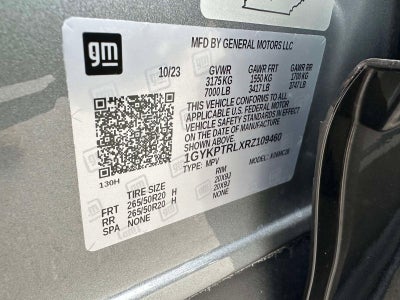 gm
MFD BY GENERAL MOTORS LLC
10/23 GVWR GAWR FRT GAWR RR
3175 KG 1550 KG 1700 KG
7000 LB 3417 LB 3747 LB
THIS VEHICLE CONFORMS TO ALL
APPLICABLE U.S. FEDERAL MOTOR
VEHICLE SAFETY STANDARDS IN EFFECT
ON THE DATE OF MANUFACTURE SHOWN ABOVE.
1GYKPTRLXRZ109460
130H TYPE: MPV MODEL:
TIRE SIZE RIM
FRT 265/50R20 H 20X9J
RR 265/50R20 H 20X9J
SPA NONE NONE